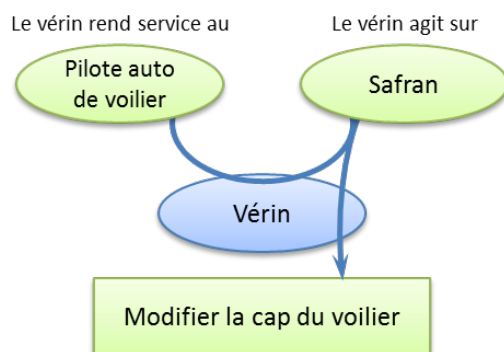 Le vérin rend service au
Le vérin agit sur
Pilote auto
de voilier
Safran
Vérin
Modifier la cap du voilier